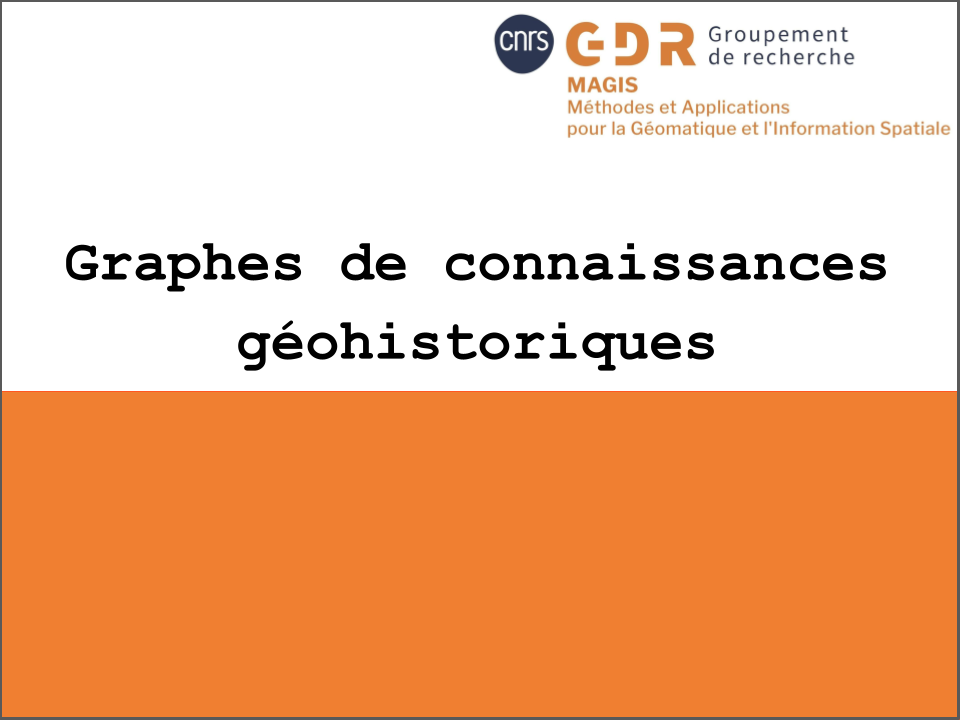 cnrs
GDR
Groupement
de recherche
MAGIS
Méthodes et Applications
pour la Géomatique et l'Information Spatiale
Graphes de connaissances
géohistoriques